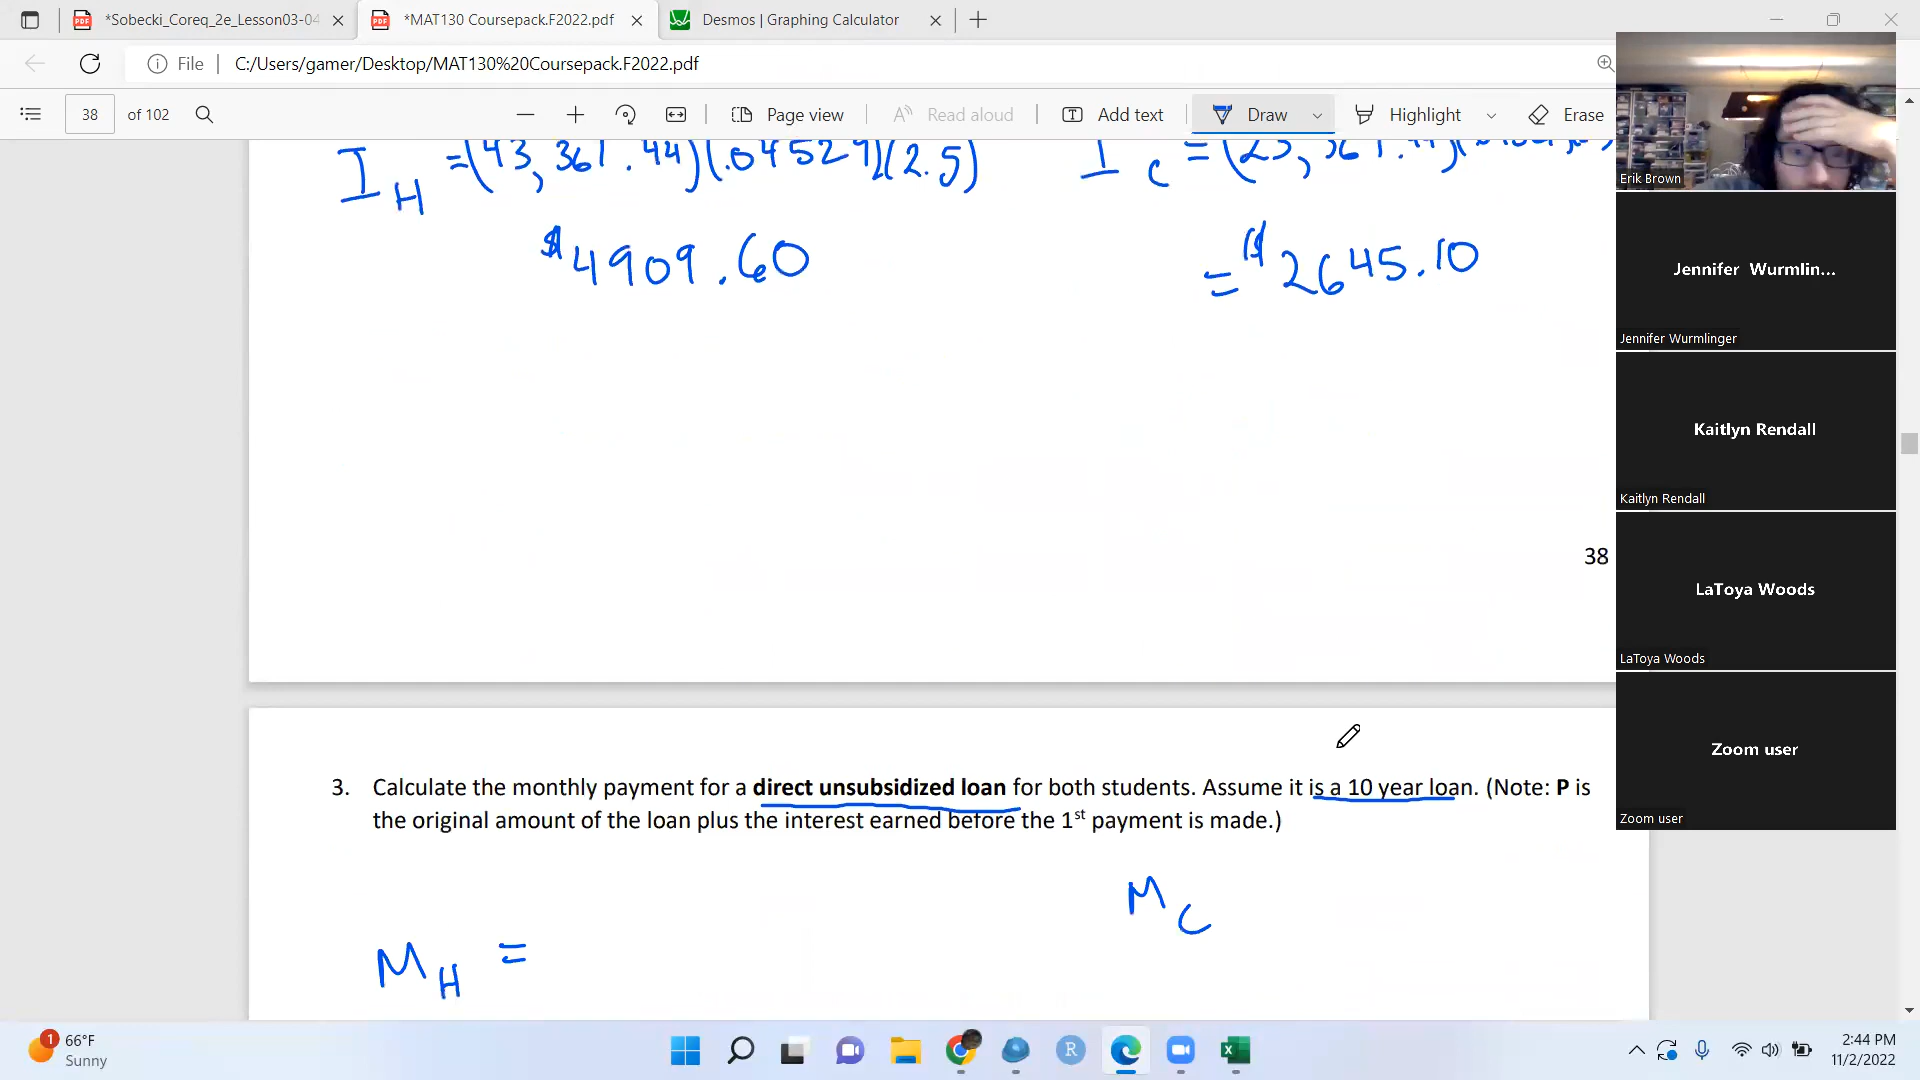 *Sobecki_Coreq_2e_Lesson03-04
*MAT130 Coursepack.F2022.pdf
Desmos | Graphing Calculator
File
C:/Users/gamer/Desktop/MAT130%20Coursepack.F2022.pdf
38 of 102
Page view
Read aloud
Add text
Draw
Highlight
Erase
I_H =(43,361.44)(.04529)(2.5)
I_C =(23,361.44)
$4909.60
= $2645.10
38
3. Calculate the monthly payment for a direct unsubsidized loan for both students. Assume it is a 10 year loan. (Note: P is
the original amount of the loan plus the interest earned before the 1st payment is made.)
M_C
M_H =
Erik Brown
Jennifer Wurmlin...
Jennifer Wurmlinger
Kaitlyn Rendall
Kaitlyn Rendall
LaToya Woods
LaToya Woods
Zoom user
Zoom user
1
66°F
Sunny
R
2:44 PM
11/2/2022